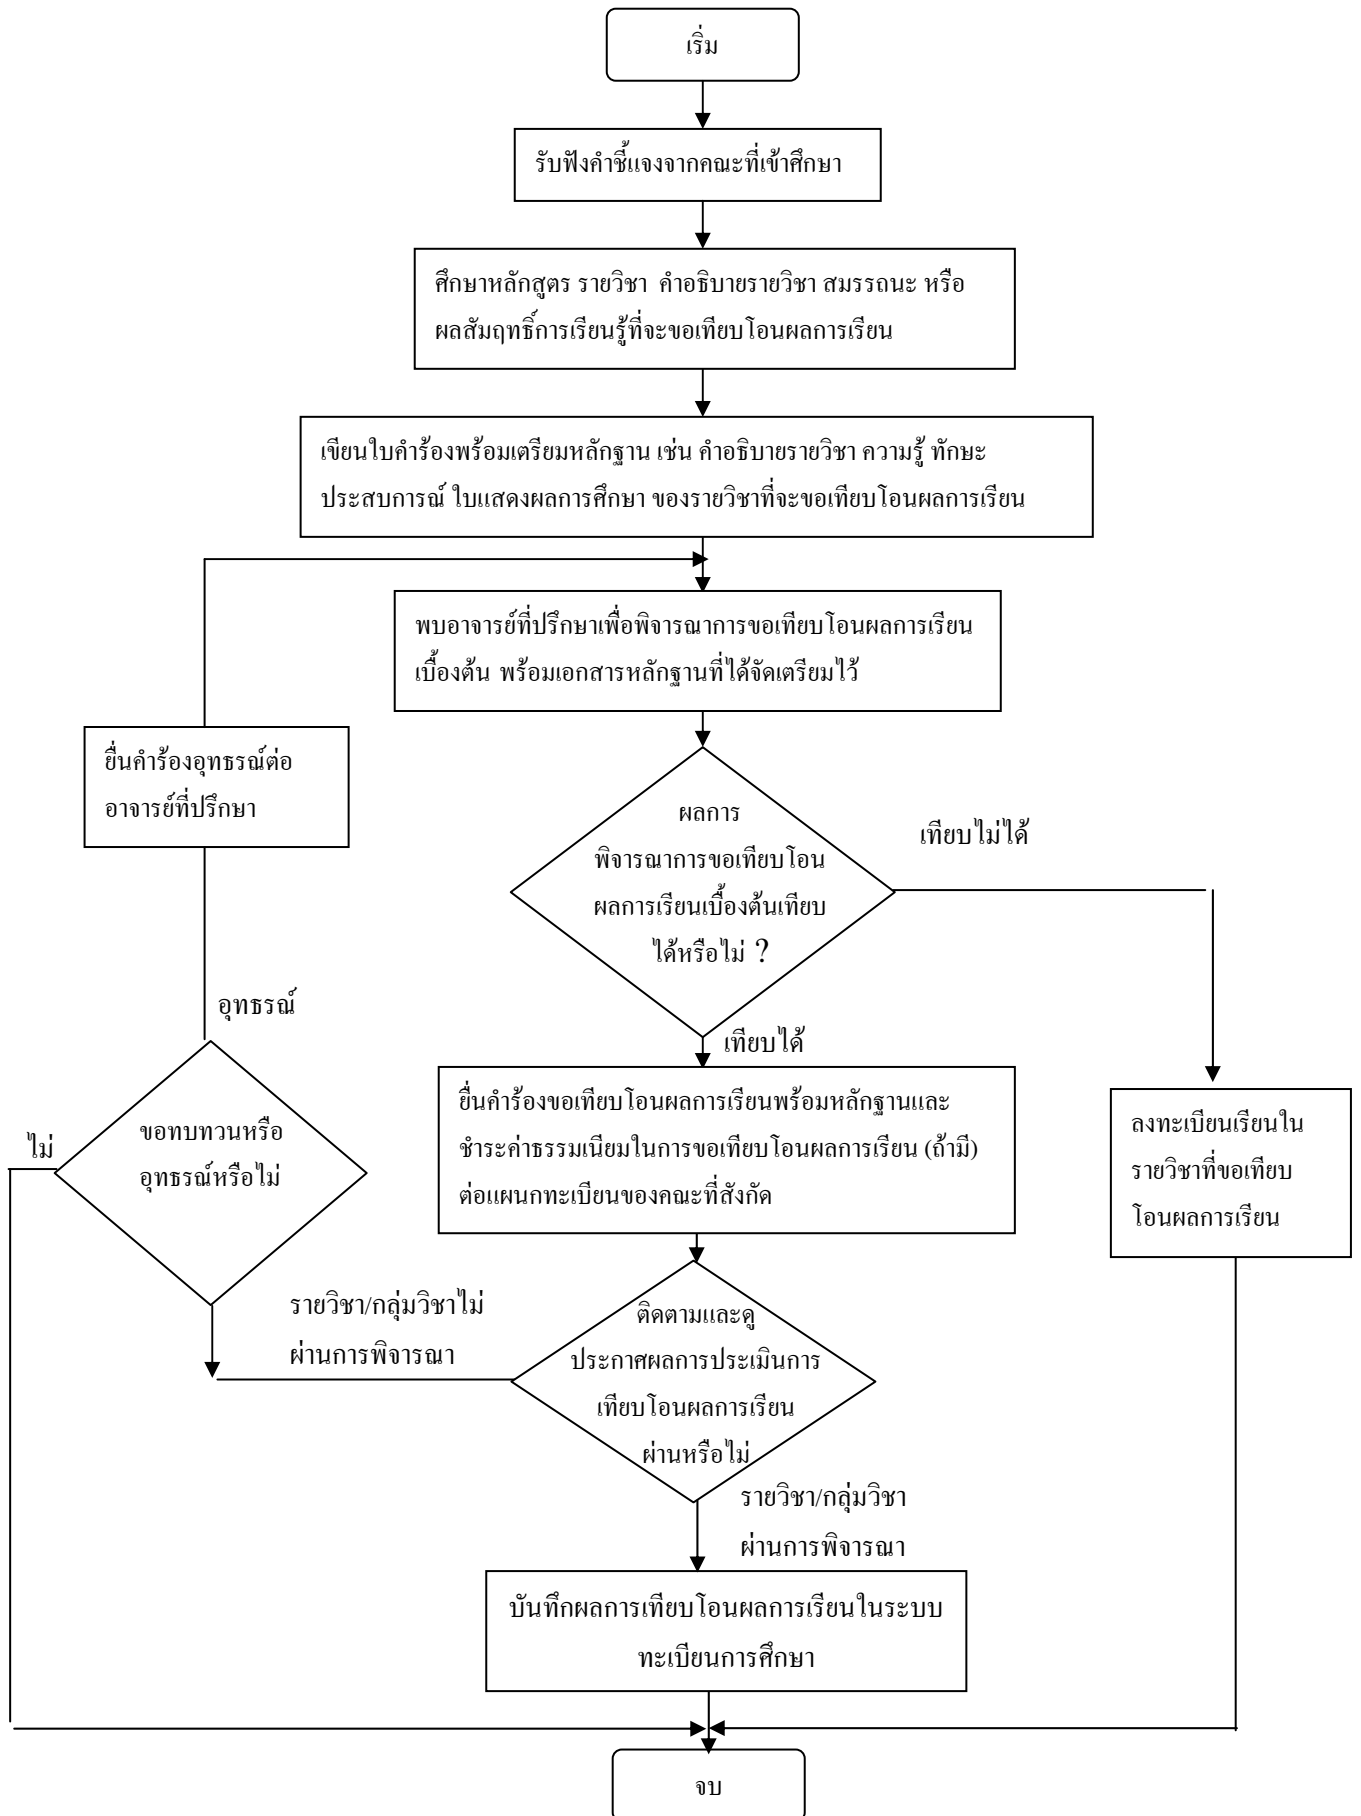 เริ่ม
รับฟังคำชี้แจงจากคณะที่เข้าศึกษา
ศึกษาหลักสูตร รายวิชา คำอธิบายรายวิชา สมรรถนะ หรือ
ผลสัมฤทธิ์การเรียนรู้ที่จะขอเทียบโอนผลการเรียน
เขียนใบคำร้องพร้อมเตรียมหลักฐาน เช่น คำอธิบายรายวิชา ความรู้ ทักษะ
ประสบการณ์ ใบแสดงผลการศึกษา ของรายวิชาที่จะขอเทียบโอนผลการเรียน
พบอาจารย์ที่ปรึกษาเพื่อพิจารณาการขอเทียบโอนผลการเรียน
เบื้องต้น พร้อมเอกสารหลักฐานที่ได้จัดเตรียมไว้
ยื่นคำร้องอุทธรณ์ต่อ
อาจารย์ที่ปรึกษา
ผลการ
พิจารณาการขอเทียบโอน
ผลการเรียนเบื้องต้นเทียบ
ได้หรือไม่ ?
เทียบไม่ได้
อุทธรณ์
เทียบได้
ขอทบทวนหรือ
อุทธรณ์หรือไม่
ไม่
ยื่นคำร้องขอเทียบโอนผลการเรียนพร้อมหลักฐานและ
ชำระค่าธรรมเนียมในการขอเทียบโอนผลการเรียน (ถ้ามี)
ต่อแผนกทะเบียนของคณะที่สังกัด
ลงทะเบียนเรียนใน
รายวิชาที่ขอเทียบ
โอนผลการเรียน
รายวิชา/กลุ่มวิชาไม่
ผ่านการพิจารณา
ติดตามและดู
ประกาศผลการประเมินการ
เทียบโอนผลการเรียน
ผ่านหรือไม่
รายวิชา/กลุ่มวิชา
ผ่านการพิจารณา
บันทึกผลการเทียบโอนผลการเรียนในระบบ
ทะเบียนการศึกษา
จบ